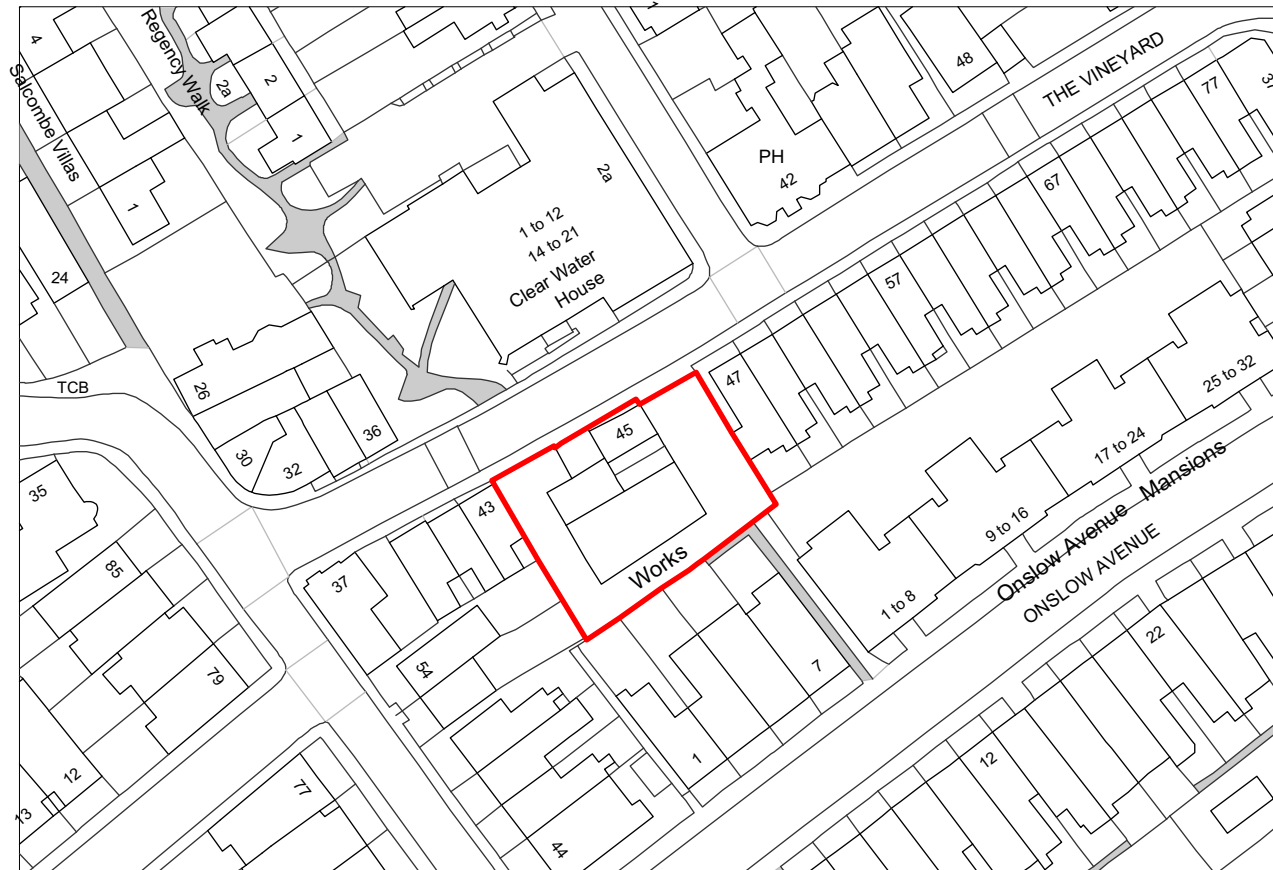 4
Salcombe Villas
Regency Walk
2a
2
1
1
24
TCB
26
30
32
36
2a
1 to 12
14 to 21
Clear Water
House
1
PH
42
48
THE VINEYARD
77
67
57
47
45
43
37
35
85
79
12
13
77
54
44
Works
1
7
1 to 8
9 to 16
17 to 24
25 to 32
Onslow Avenue Mansions
ONSLOW AVENUE
22
12